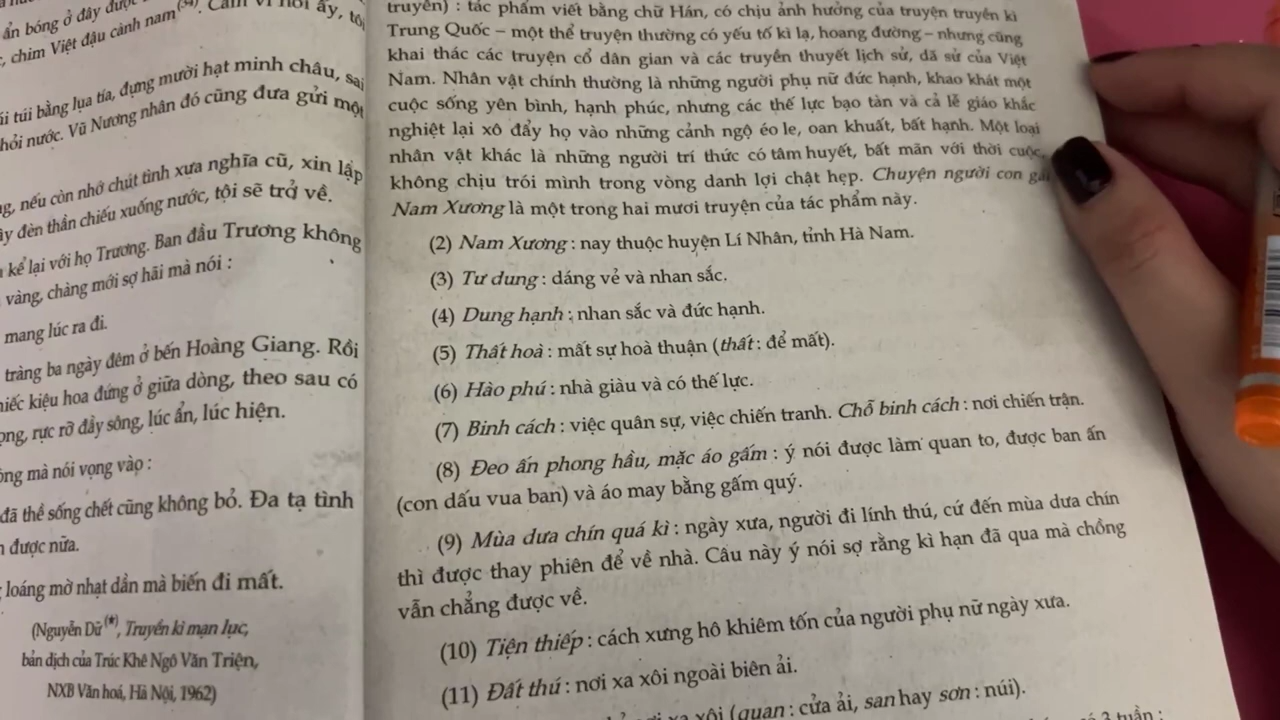 ẩn bóng ở đây được
chim Việt đậu cành nam
túi bằng lụa tía, đựng mười hạt minh châu, sai
hỏi nước. Vũ Nương nhân đó cũng đưa gửi một
nếu còn nhớ chút tình xưa nghĩa cũ, xin lập
đèn thần chiếu xuống nước, tôi sẽ trở về.
kể lại với họ Trương. Ban đầu Trương không
vàng, chàng mới sợ hãi mà nói :
mang lúc ra đi.
tràng ba ngày đêm ở bến Hoàng Giang. Rồi
kiệu hoa đứng ở giữa dòng, theo sau có
rực rỡ đầy sông, lúc ẩn, lúc hiện.
mà nói vọng vào :
đã thề sống chết cũng không bỏ. Đa tạ tình
được nữa.
loáng mờ nhạt dần mà biến đi mất.
(Nguyễn Dữ(*), Truyền kì mạn lục,
bản dịch của Trúc Khê Ngô Văn Triện,
NXB Văn hoá, Hà Nội, 1962)
truyền) : tác phẩm viết bằng chữ Hán, có chịu ảnh hưởng của truyện truyền kì
Trung Quốc – một thể truyện thường có yếu tố kì lạ, hoang đường – nhưng cũng
khai thác các truyện cổ dân gian và các truyền thuyết lịch sử, dã sử của Việt
Nam. Nhân vật chính thường là những người phụ nữ đức hạnh, khao khát một
cuộc sống yên bình, hạnh phúc, nhưng các thế lực bạo tàn và cả lễ giáo khắc
nghiệt lại xô đẩy họ vào những cảnh ngộ éo le, oan khuất, bất hạnh. Một loại
nhân vật khác là những người trí thức có tâm huyết, bất mãn với thời cuộc,
không chịu trói mình trong vòng danh lợi chật hẹp. Chuyện người con gái
Nam Xương là một trong hai mươi truyện của tác phẩm này.
(2) Nam Xương : nay thuộc huyện Lí Nhân, tỉnh Hà Nam.
(3) Tư dung : dáng vẻ và nhan sắc.
(4) Dung hạnh : nhan sắc và đức hạnh.
(5) Thất hoà : mất sự hoà thuận (thất : để mất).
(6) Hào phú : nhà giàu và có thế lực.
(7) Binh cách : việc quân sự, việc chiến tranh. Chỗ binh cách : nơi chiến trận.
(8) Đeo ấn phong hầu, mặc áo gấm : ý nói được làm quan to, được ban ấn
(con dấu vua ban) và áo may bằng gấm quý.
(9) Mùa dưa chín quá kì : ngày xưa, người đi lính thú, cứ đến mùa dưa chín
thì được thay phiên để về nhà. Câu này ý nói sợ rằng kì hạn đã qua mà chồng
vẫn chẳng được về.
(10) Tiện thiếp : cách xưng hô khiêm tốn của người phụ nữ ngày xưa.
(11) Đất thú : nơi xa xôi ngoài biên ải.
xa xôi (quan : cửa ải, san hay sơn : núi).
3 tuần :